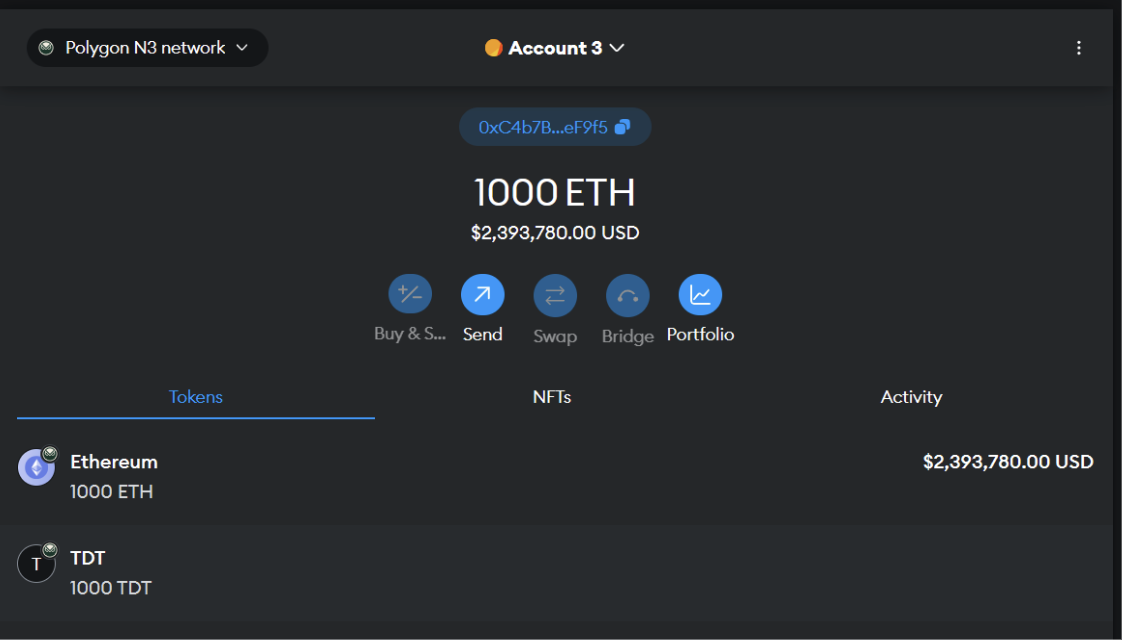 Polygon N3 network
Account 3
0xC4b7B...eF9f5
1000 ETH
$2,393,780.00 USD
Buy & S... Send Swap Bridge Portfolio
Tokens NFTs Activity
Ethereum $2,393,780.00 USD
1000 ETH
T TDT
1000 TDT